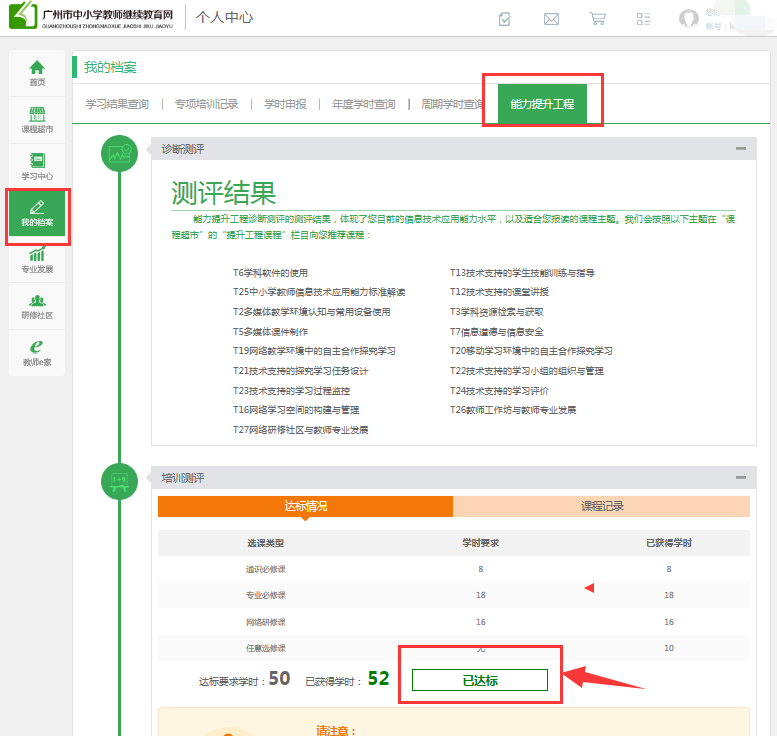 广州市中小学教师继续教育网
GUANGZHOUSHI ZHONGXIAOXUE JIAOSHI JIXU JIAOYU
个人中心
首页
课程超市
学习中心
我的档案
专业发展
研修社区
教师e家
我的档案
学习结果查询 | 专项培训记录 | 学时申报 | 年度学时查询 | 周期学时查询
能力提升工程
诊断测评
测评结果
能力提升工程诊断测评的测评结果，体现了您目前的信息技术应用能力水平，以及适合您报读的课程主题。我们会按照以下主题在“课
程超市”的“提升工程课程”栏目向您推荐课程：
T6学科软件的使用
T13技术支持的学生技能训练与指导
T25中小学教师信息技术应用能力标准解读
T12技术支持的课堂讲授
T2多媒体教学环境认知与常用设备使用
T3学科资源检索与获取
T5多媒体课件制作
T7信息道德与信息安全
T19网络教学环境中的自主合作探究学习
T20移动学习环境中的自主合作探究学习
T21技术支持的探究学习任务设计
T22技术支持的学习小组的组织与管理
T23技术支持的学习过程监控
T24技术支持的学习评价
T16网络学习空间的构建与管理
T26教师工作坊与教师专业发展
T27网络研修社区与教师专业发展
培训测评
达标情况
课程记录
选课类型 学时要求 已获得学时
通识必修课 8 8
专业必修课 18 18
网络研修课 16 16
任意选修课 无 10
达标要求学时：50 已获得学时：52
已达标
请注意：